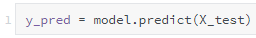 1 y_pred = model.predict(X_test)